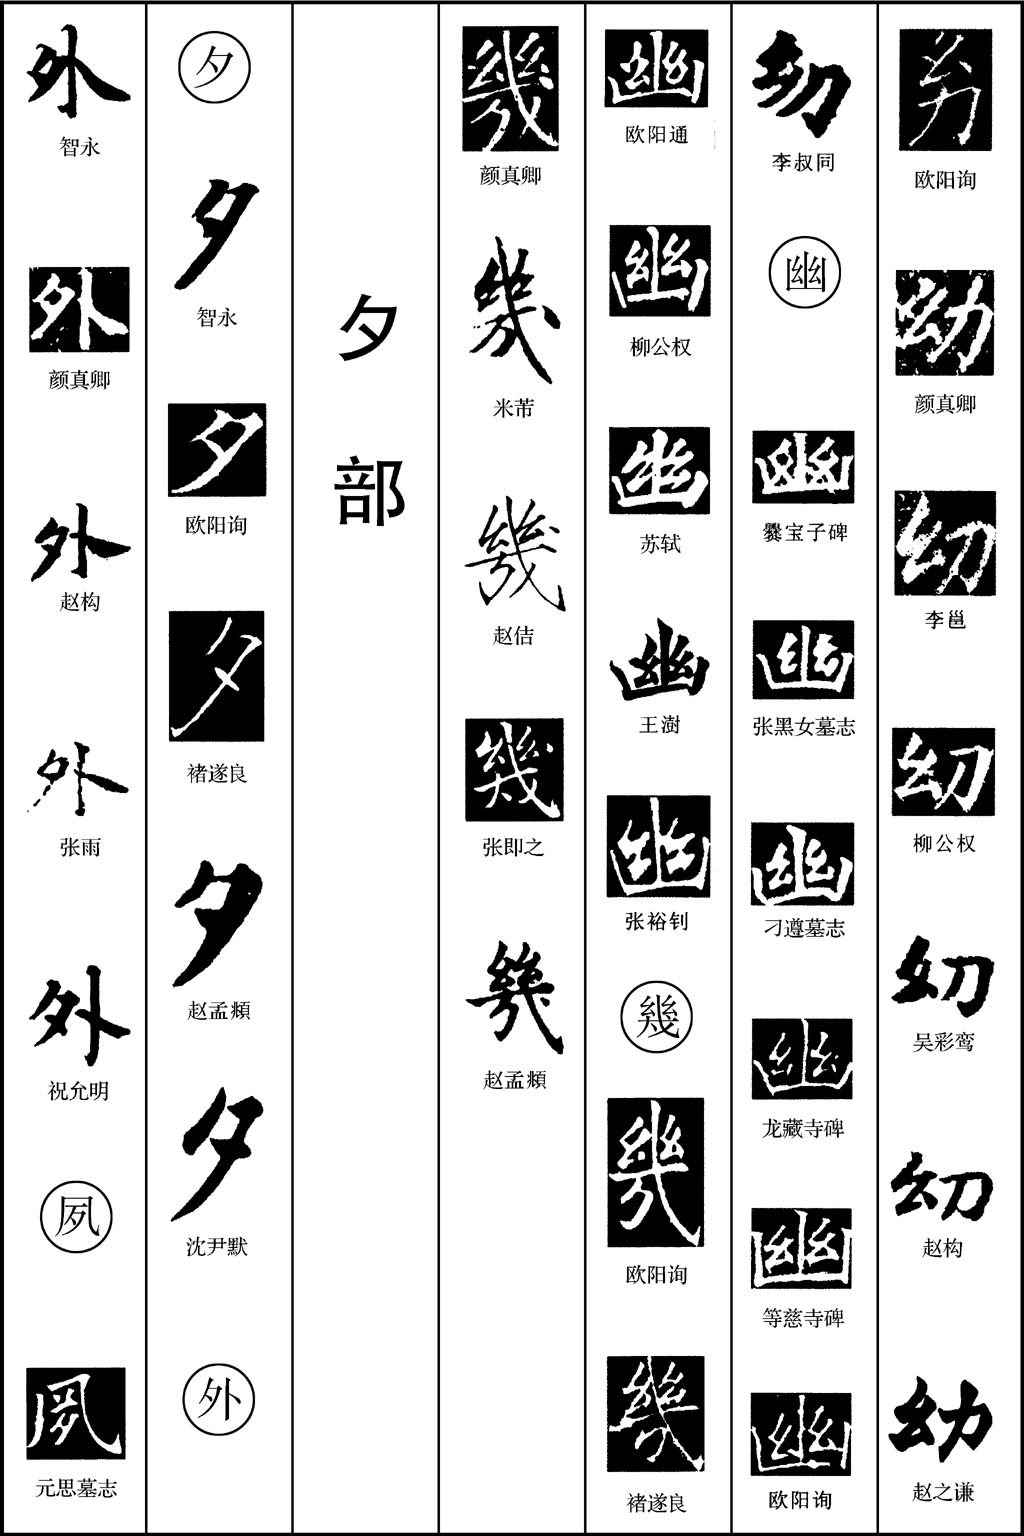 㓜
欧阳询
幼
颜真卿
幼
李邕
㓜
柳公权
㓜
吴彩鸾
㓜
赵构
幼
赵之谦
幼
李叔同
幽
幽
爨宝子碑
幽
张黑女墓志
幽
刁遵墓志
幽
龙藏寺碑
幽
等慈寺碑
幽
欧阳询
幽
欧阳通
幽
柳公权
幽
苏轼
幽
王澍
幽
张裕钊
幾
幾
欧阳询
幾
褚遂良
幾
颜真卿
幾
米芾
幾
赵佶
幾
张即之
幾
赵孟頫
夕部
夕
夕
智永
夕
欧阳询
夕
褚遂良
夕
赵孟頫
夕
沈尹默
外
外
智永
外
颜真卿
外
赵构
外
张雨
外
祝允明
夙
夙
元思墓志